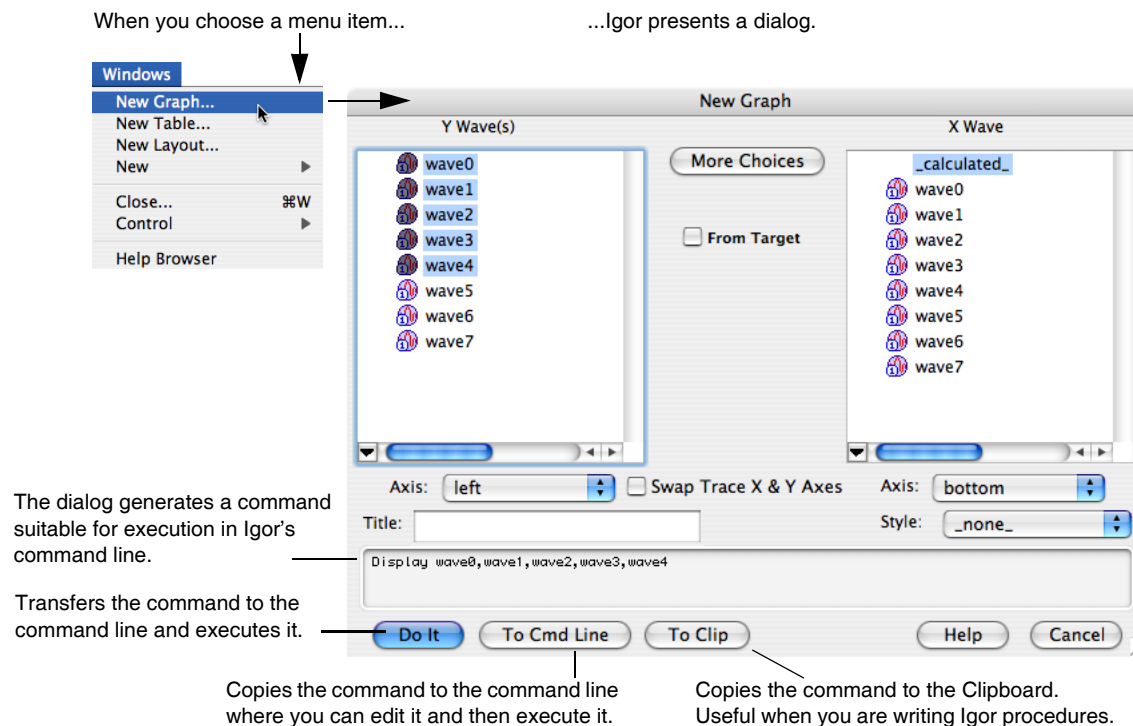 When you choose a menu item...
...Igor presents a dialog.
Windows
New Graph...
New Table...
New Layout...
New
Close... ⌘W
Control
Help Browser
New Graph
Y Wave(s)
X Wave
wave0
wave1
wave2
wave3
wave4
wave5
wave6
wave7
More Choices
From Target
_calculated_
wave0
wave1
wave2
wave3
wave4
wave5
wave6
wave7
Axis: left
Swap Trace X & Y Axes
Axis: bottom
Title:
Style: _none_
The dialog generates a command
suitable for execution in Igor's
command line.
Display wave0,wave1,wave2,wave3,wave4
Transfers the command to the
command line and executes it.
Do It
To Cmd Line
To Clip
Help
Cancel
Copies the command to the command line
where you can edit it and then execute it.
Copies the command to the Clipboard.
Useful when you are writing Igor procedures.